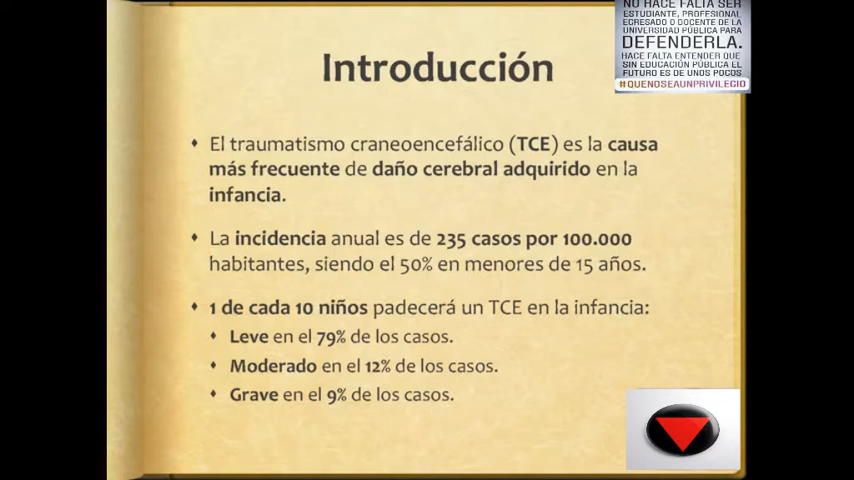 NO HACE FALTA SER
ESTUDIANTE, PROFESIONAL
EGRESADO O DOCENTE DE LA
UNIVERSIDAD PÚBLICA PARA
DEFENDERLA.
HACE FALTA ENTENDER QUE
SIN EDUCACIÓN PÚBLICA EL
FUTURO ES DE UNOS POCOS
#QUENOSEAUNPRIVILEGIO
Introducción
El traumatismo craneoencefálico (TCE) es la causa
más frecuente de daño cerebral adquirido en la
infancia.
La incidencia anual es de 235 casos por 100.000
habitantes, siendo el 50% en menores de 15 años.
1 de cada 10 niños padecerá un TCE en la infancia:
Leve en el 79% de los casos.
Moderado en el 12% de los casos.
Grave en el 9% de los casos.